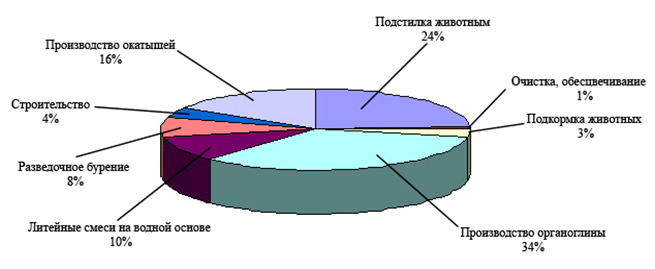 Подстилка животным
24%
Производство окатышей
16%
Очистка, обесцвечивание
1%
Строительство
4%
Подкормка животных
3%
Разведочное бурение
8%
Литейные смеси на водной основе
10%
Производство органоглины
34%